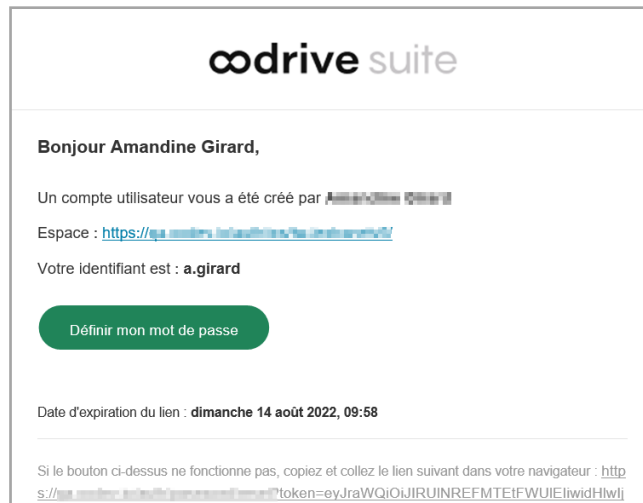 oodrive suite
Bonjour Amandine Girard,
Un compte utilisateur vous a été créé par
Espace : https://
Votre identifiant est : a.girard
Définir mon mot de passe
Date d'expiration du lien : dimanche 14 août 2022, 09:58
Si le bouton ci-dessus ne fonctionne pas, copiez et collez le lien suivant dans votre navigateur : http
s://